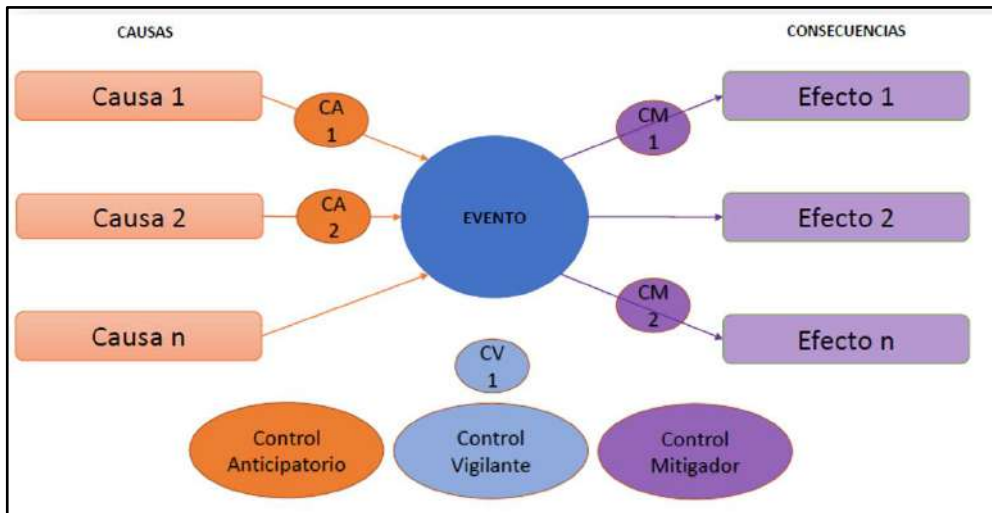 CAUSAS
CONSECUENCIAS
Causa 1
CA
1
CM
1
Efecto 1
Causa 2
CA
2
EVENTO
Efecto 2
Causa n
CM
2
Efecto n
CV
1
Control
Anticipatorio
Control
Vigilante
Control
Mitigador